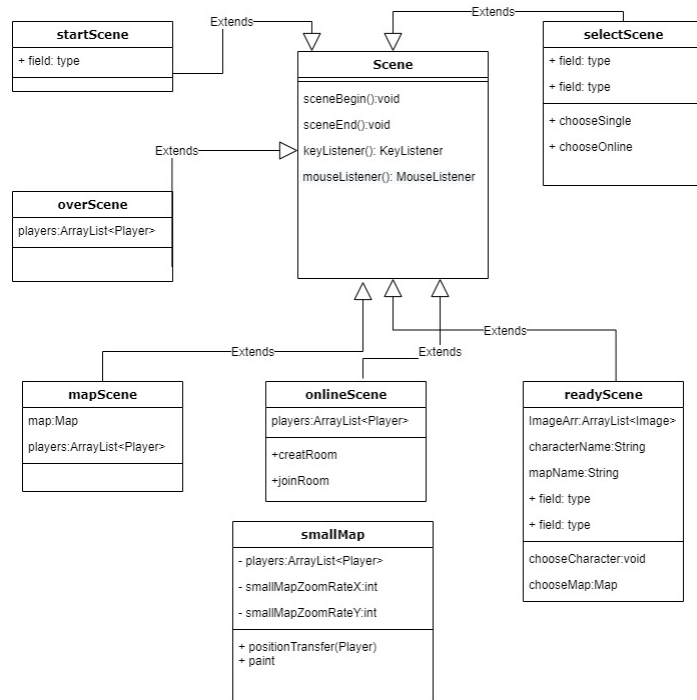 Extends
startScene
+ field: type
Extends
selectScene
+ field: type
+ field: type
+ chooseSingle
+ chooseOnline
Scene
sceneBegin():void
sceneEnd():void
keyListener(): KeyListener
mouseListener(): MouseListener
Extends
overScene
players:ArrayList<Player>
Extends
Extends
Extends
mapScene
map:Map
players:ArrayList<Player>
onlineScene
players:ArrayList<Player>
+creatRoom
+joinRoom
readyScene
ImageArr:ArrayList<Image>
characterName:String
mapName:String
+ field: type
+ field: type
chooseCharacter:void
chooseMap:Map
smallMap
- players:ArrayList<Player>
- smallMapZoomRateX:int
- smallMapZoomRateY:int
+ positionTransfer(Player)
+ paint